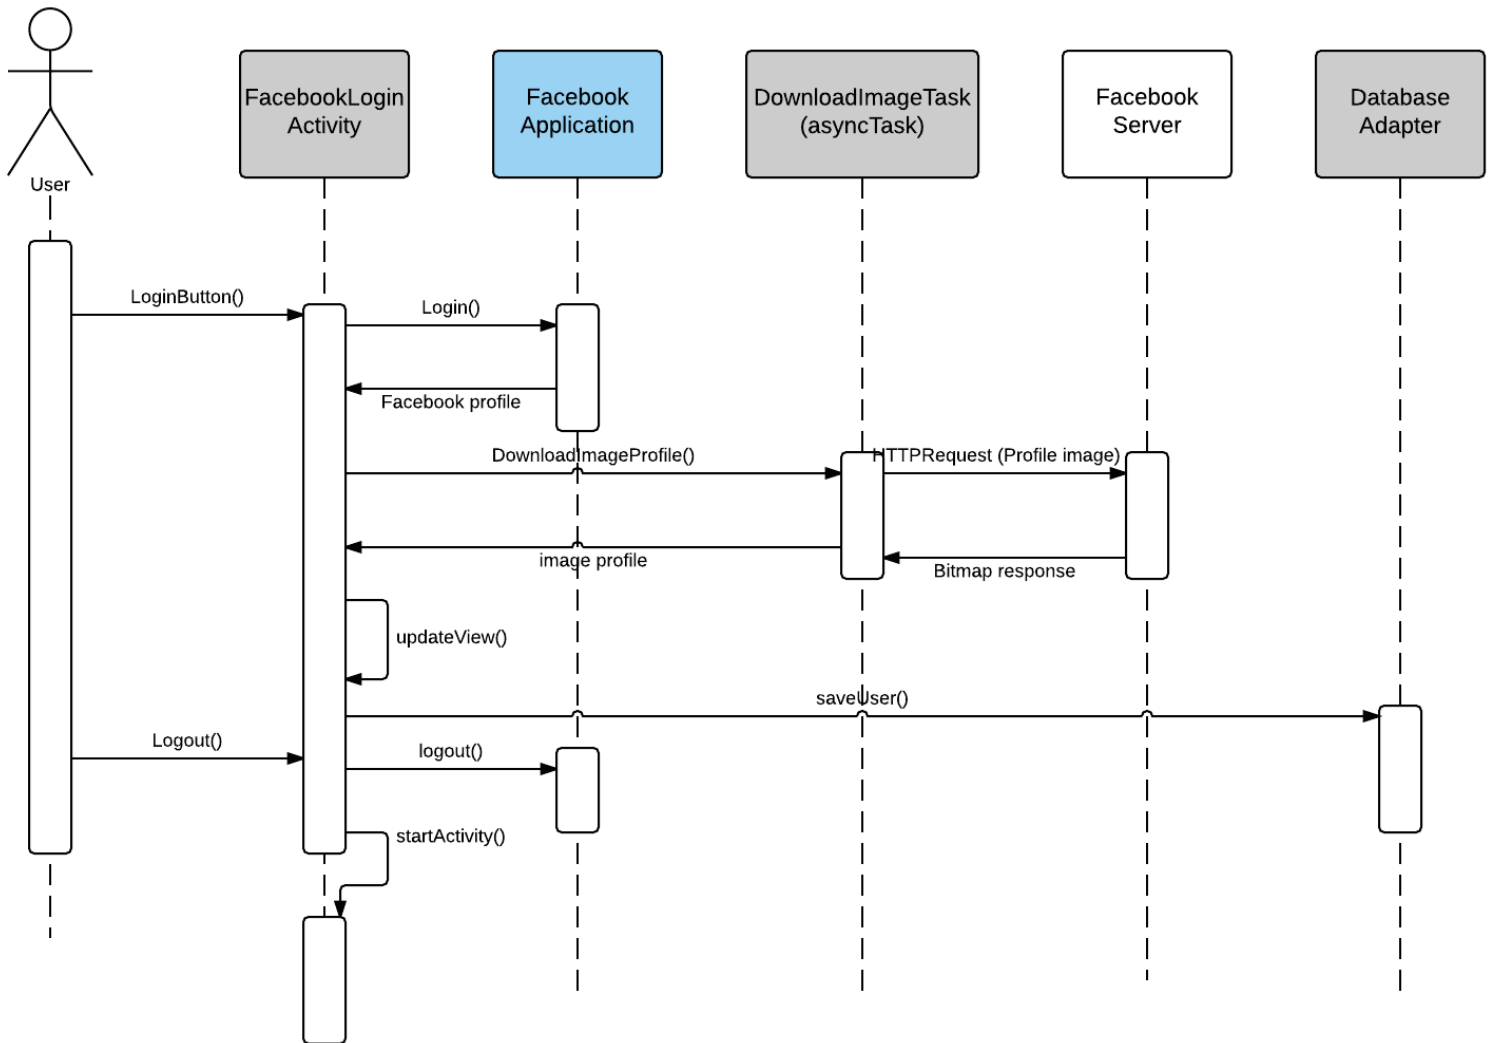 User
FacebookLogin
Activity
Facebook
Application
DownloadImageTask
(asyncTask)
Facebook
Server
Database
Adapter
LoginButton()
Login()
Facebook profile
DownloadImageProfile()
HTTPRequest (Profile image)
image profile
Bitmap response
updateView()
saveUser()
Logout()
logout()
startActivity()